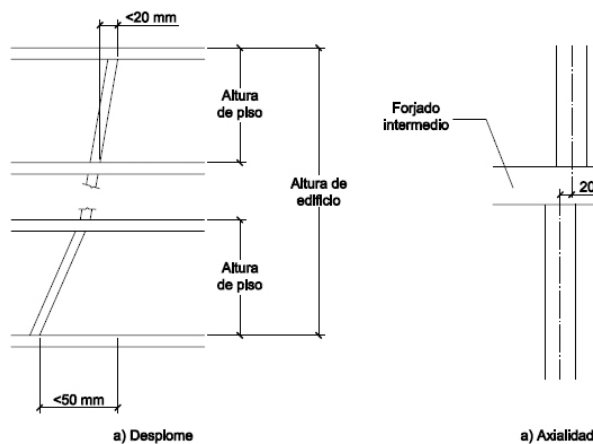 <20 mm
Altura
de piso
Altura de
edificio
Altura
de piso
<50 mm
a) Desplome
Forjado
intermedio
20
a) Axialidad